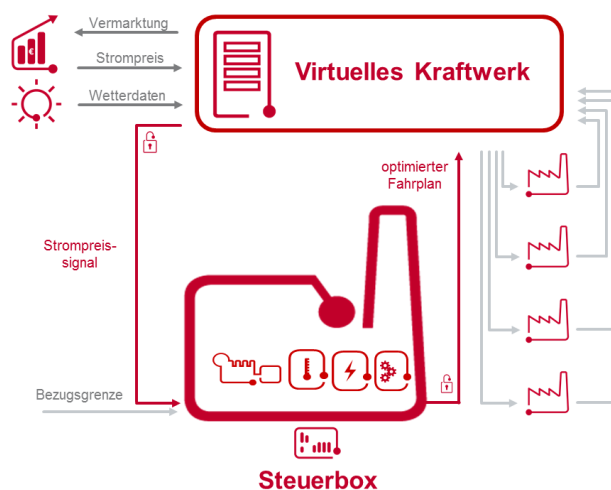 Vermarktung
Strompreis
Wetterdaten
Virtuelles Kraftwerk
€
optimierter
Fahrplan
Strompreis-
signal
Bezugsgrenze
Steuerbox